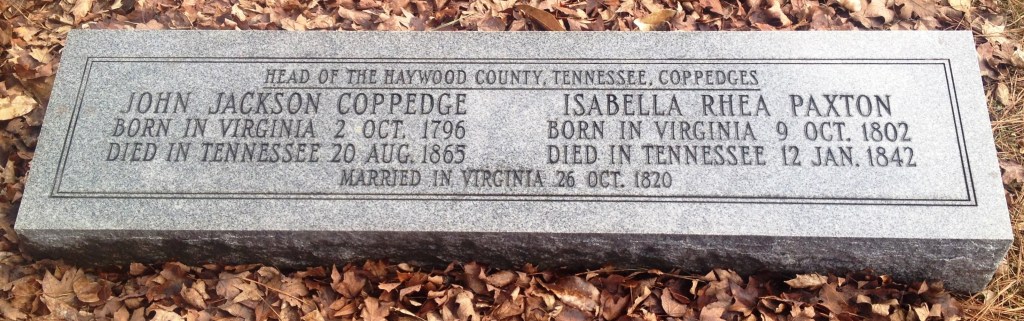 HEAD OF THE HAYWOOD COUNTY, TENNESSEE, COPPEDGES
JOHN JACKSON COPPEDGE
BORN IN VIRGINIA 2 OCT. 1796
DIED IN TENNESSEE 20 AUG. 1865
ISABELLA RHEA PAXTON
BORN IN VIRGINIA 9 OCT. 1802
DIED IN TENNESSEE 12 JAN. 1842
MARRIED IN VIRGINIA 26 OCT. 1820